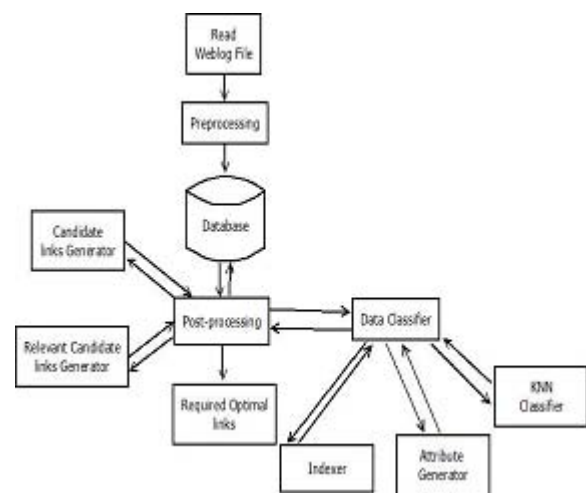 Read
Weblog File
Preprocessing
Database
Candidate
links Generator
Post-processing
Data Classifier
Relevant Candidate
links Generator
Required Optimal
links
KNN
Classifier
Indexer
Attribute
Generator